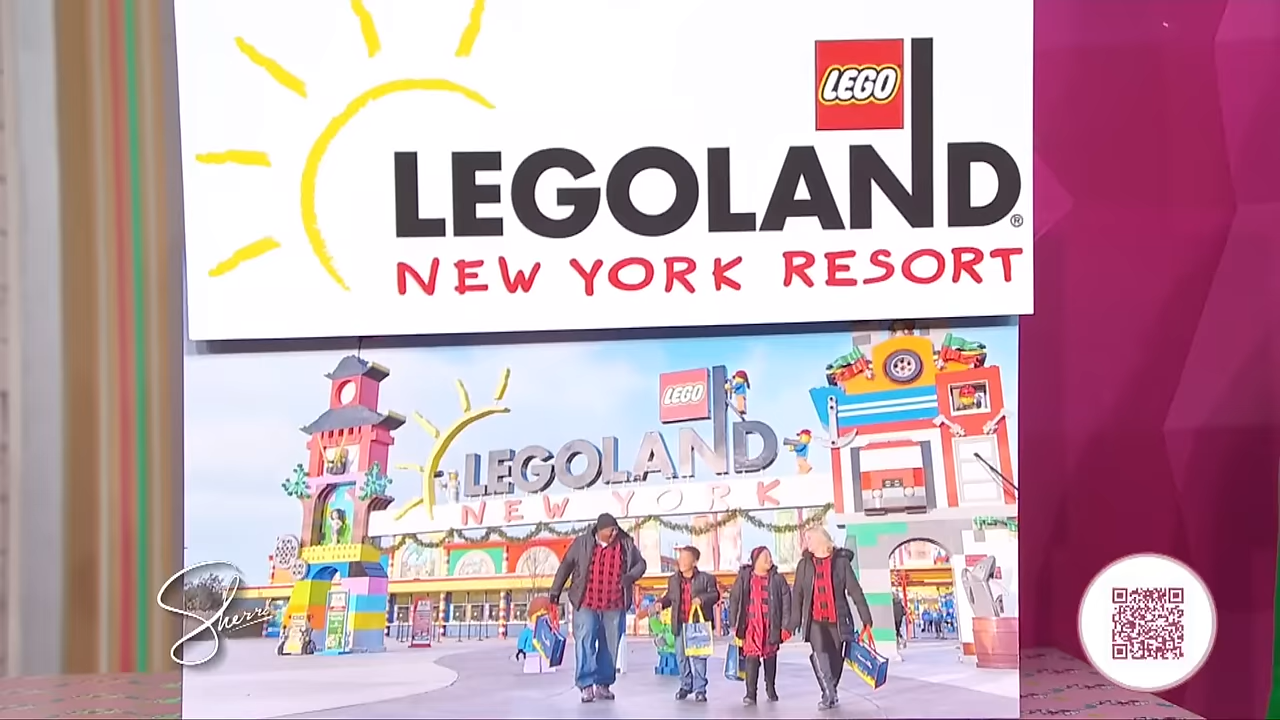 LEGO
LEGOLAND®
NEW YORK RESORT
LEGO
LEGOLAND
NEW YORK
Sherri